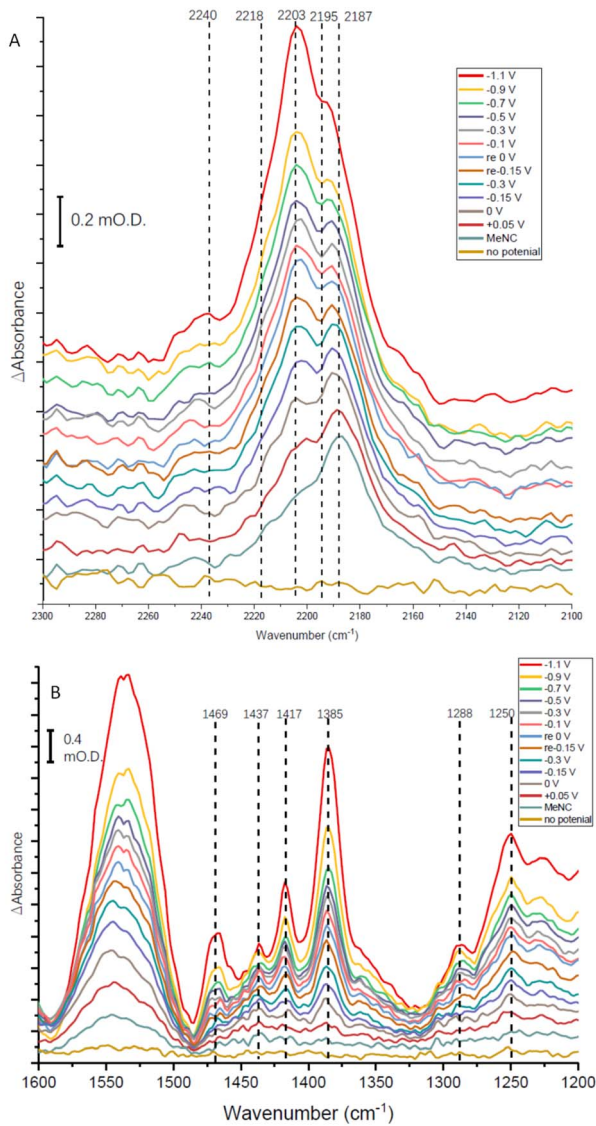 2240 2218 2203 2195 2187
A
-1.1 V
-0.9 V
-0.7 V
-0.5 V
-0.3 V
-0.1 V
re 0 V
re-0.15 V
-0.3 V
-0.15 V
0 V
+0.05 V
MeNC
no potenial
0.2 mO.D.
ΔAbsorbance
2300 2280 2260 2240 2220 2200 2180 2160 2140 2120 2100
Wavenumber (cm-1)
B
-1.1 V
-0.9 V
-0.7 V
-0.5 V
-0.3 V
-0.1 V
re 0 V
re-0.15 V
-0.3 V
-0.15 V
0 V
+0.05 V
MeNC
no potenial
1469 1437 1417 1385 1288 1250
0.4
mO.D.
ΔAbsorbance
1600 1550 1500 1450 1400 1350 1300 1250 1200
Wavenumber (cm-1)